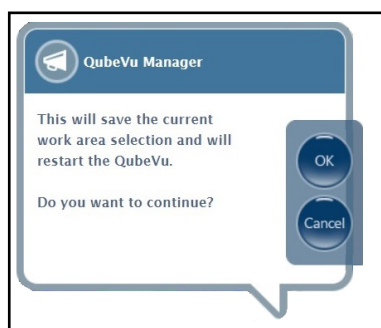 QubeVu Manager
This will save the current
work area selection and will
restart the QubeVu.
Do you want to continue?
OK
Cancel